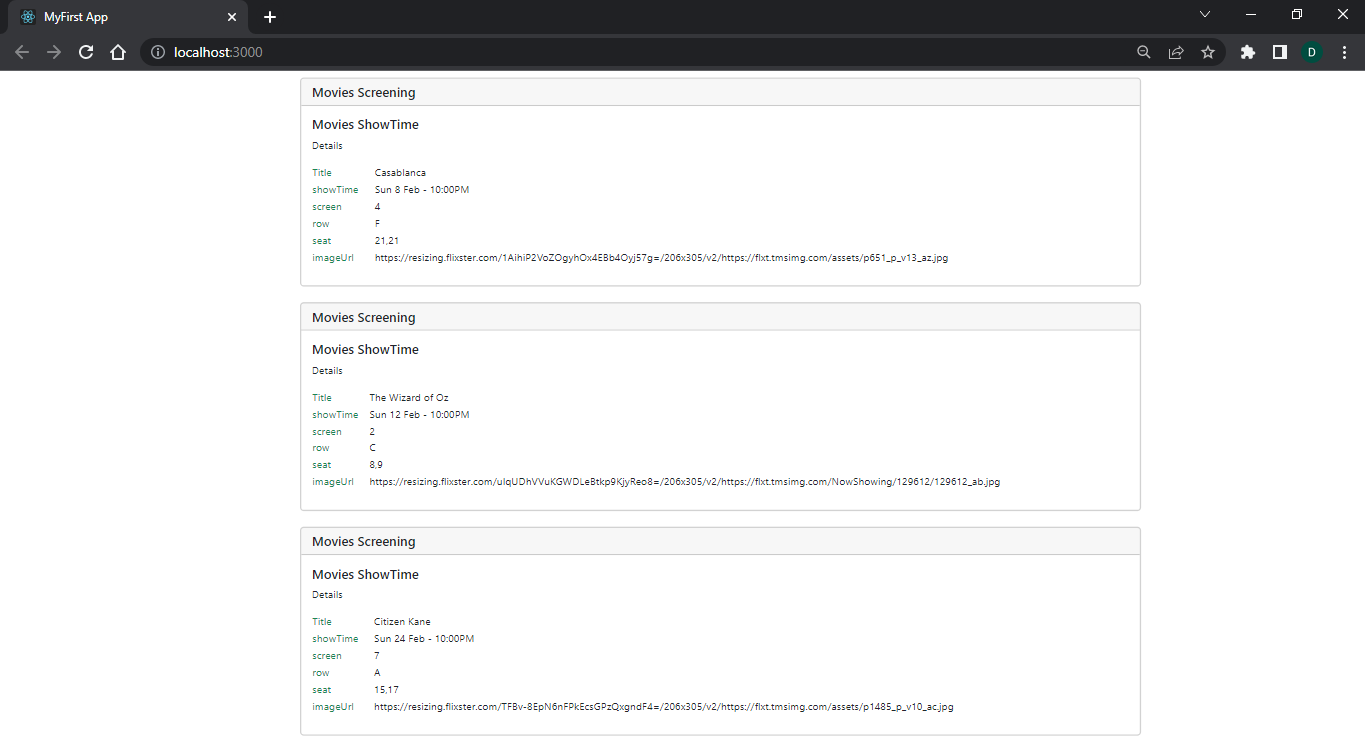 MyFirst App
localhost:3000
D
Movies Screening
Movies ShowTime
Details
Title Casablanca
showTime Sun 8 Feb - 10:00PM
screen 4
row F
seat 21,21
imageUrl https://resizing.flixster.com/1AihiP2VoZOgyhOx4EBb4Oyj57g=/206x305/v2/https://flxt.tmsimg.com/assets/p651_p_v13_az.jpg
Movies Screening
Movies ShowTime
Details
Title The Wizard of Oz
showTime Sun 12 Feb - 10:00PM
screen 2
row C
seat 8,9
imageUrl https://resizing.flixster.com/ulqUDhVVuKGWDLeBtkp9KjyReo8=/206x305/v2/https://flxt.tmsimg.com/NowShowing/129612/129612_ab.jpg
Movies Screening
Movies ShowTime
Details
Title Citizen Kane
showTime Sun 24 Feb - 10:00PM
screen 7
row A
seat 15,17
imageUrl https://resizing.flixster.com/TFBv-8EpN6nFPkEcsGPzQxgndF4=/206x305/v2/https://flxt.tmsimg.com/assets/p1485_p_v10_ac.jpg